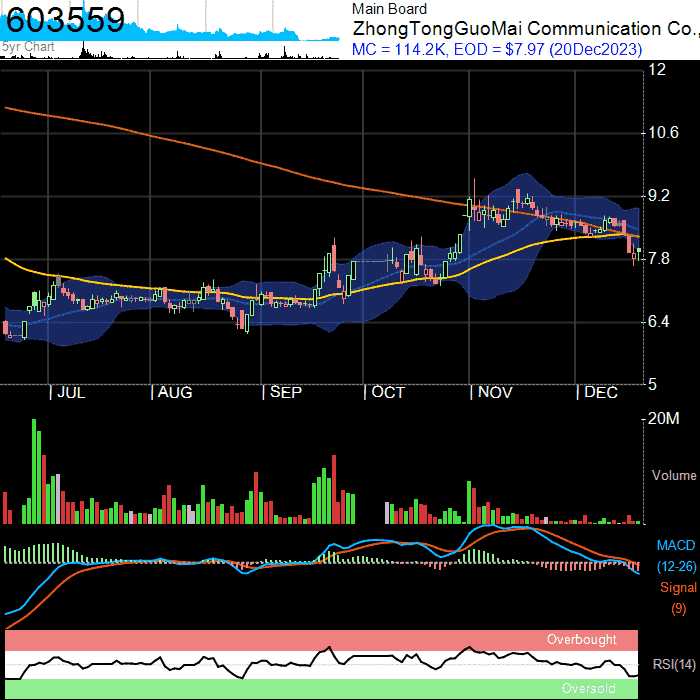 603559
5yr Chart
Main Board
ZhongTongGuoMai Communication Co.,
MC = 114.2K, EOD = $7.97 (20Dec2023)
12
10.6
9.2
7.8
6.4
5
| JUL
| AUG
| SEP
| OCT
| NOV
| DEC
20M
Volume
MACD
(12-26)
Signal
(9)
Overbought
RSI(14)
Oversold